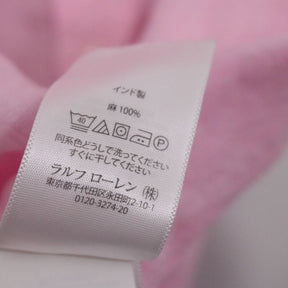 インド製
麻 100%
40
同系色どうしで洗ってください
すぐに干してください
ラルフ ローレン (株)
東京都千代田区永田町2-10-1
0120-3274-20